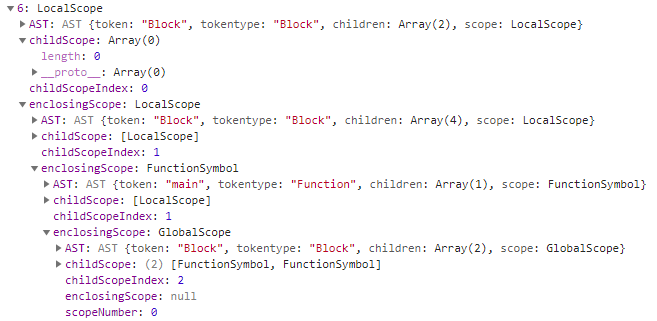 6: LocalScope
AST: AST {token: "Block", tokentype: "Block", children: Array(2), scope: LocalScope}
childScope: Array(0)
length: 0
__proto__: Array(0)
childScopeIndex: 0
enclosingScope: LocalScope
AST: AST {token: "Block", tokentype: "Block", children: Array(4), scope: LocalScope}
childScope: [LocalScope]
childScopeIndex: 1
enclosingScope: FunctionSymbol
AST: AST {token: "main", tokentype: "Function", children: Array(1), scope: FunctionSymbol}
childScope: [LocalScope]
childScopeIndex: 1
enclosingScope: GlobalScope
AST: AST {token: "Block", tokentype: "Block", children: Array(2), scope: GlobalScope}
childScope: (2) [FunctionSymbol, FunctionSymbol]
childScopeIndex: 2
enclosingScope: null
scopeNumber: 0